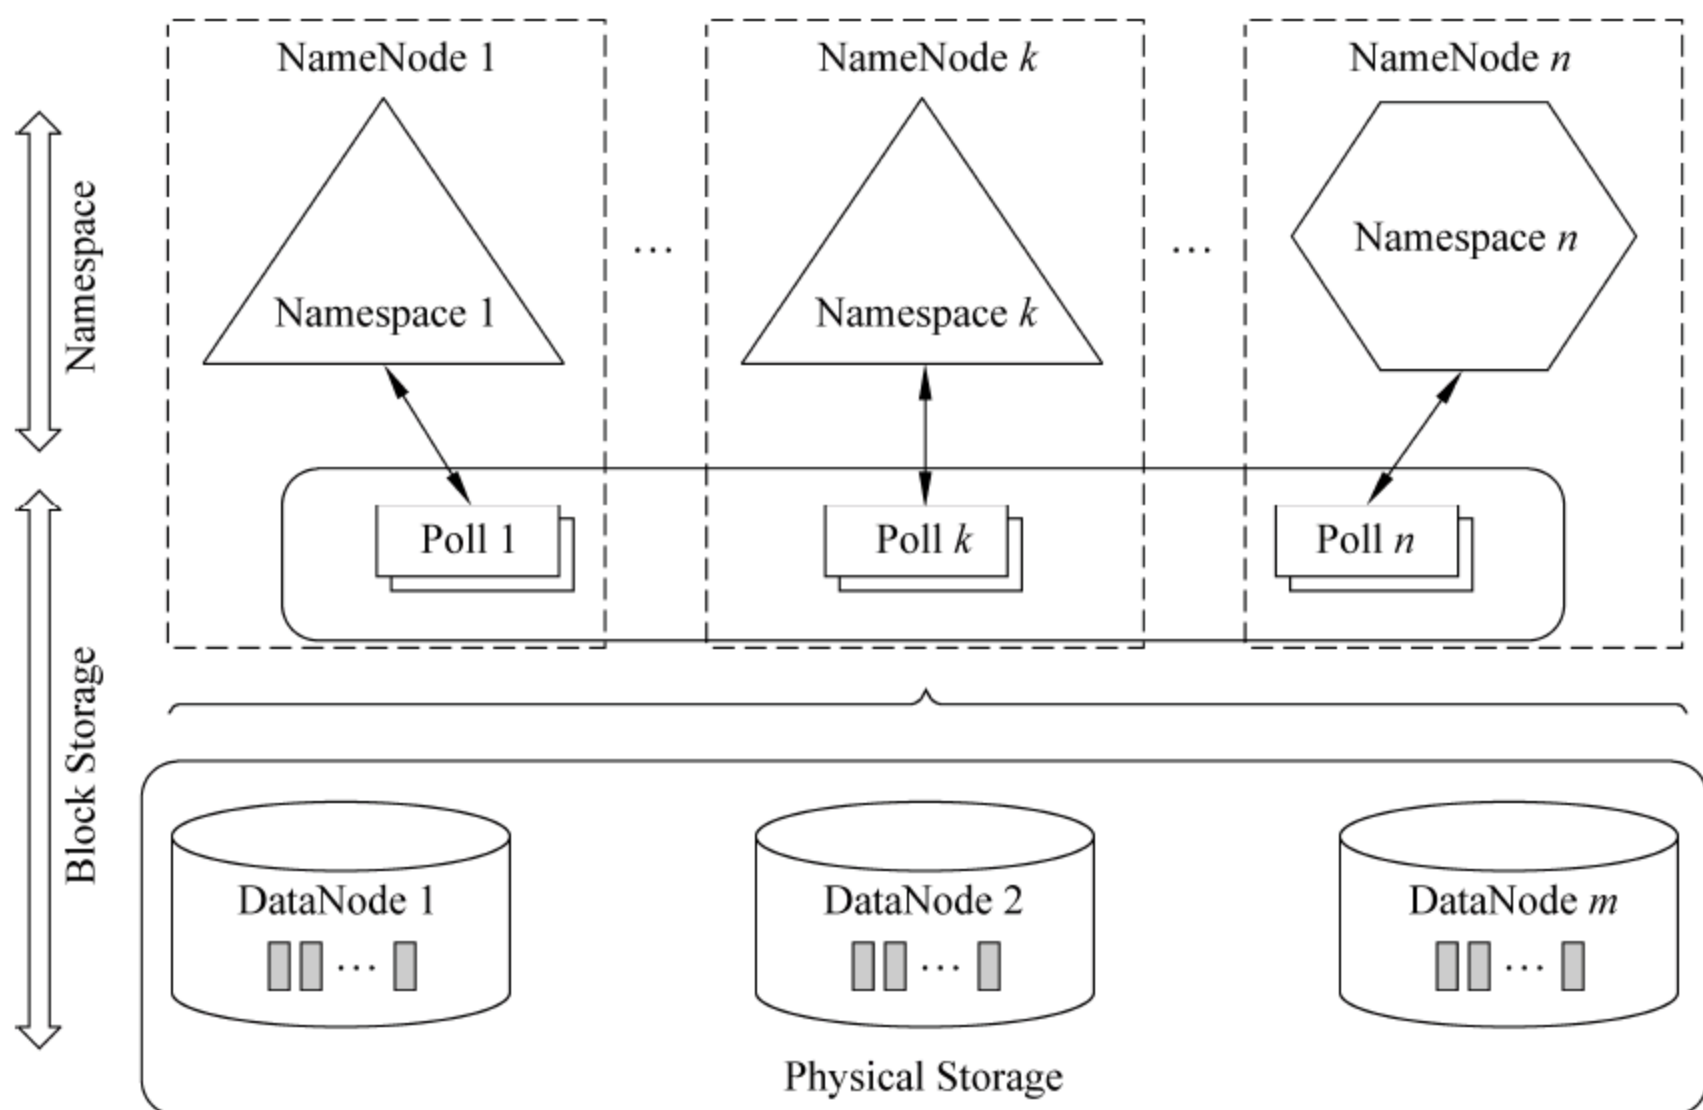 NameNode 1
NameNode k
NameNode n
Namespace
Namespace 1
…
Namespace k
…
Namespace n
Poll 1
Poll k
Poll n
Block Storage
DataNode 1
…
DataNode 2
…
DataNode m
…
Physical Storage